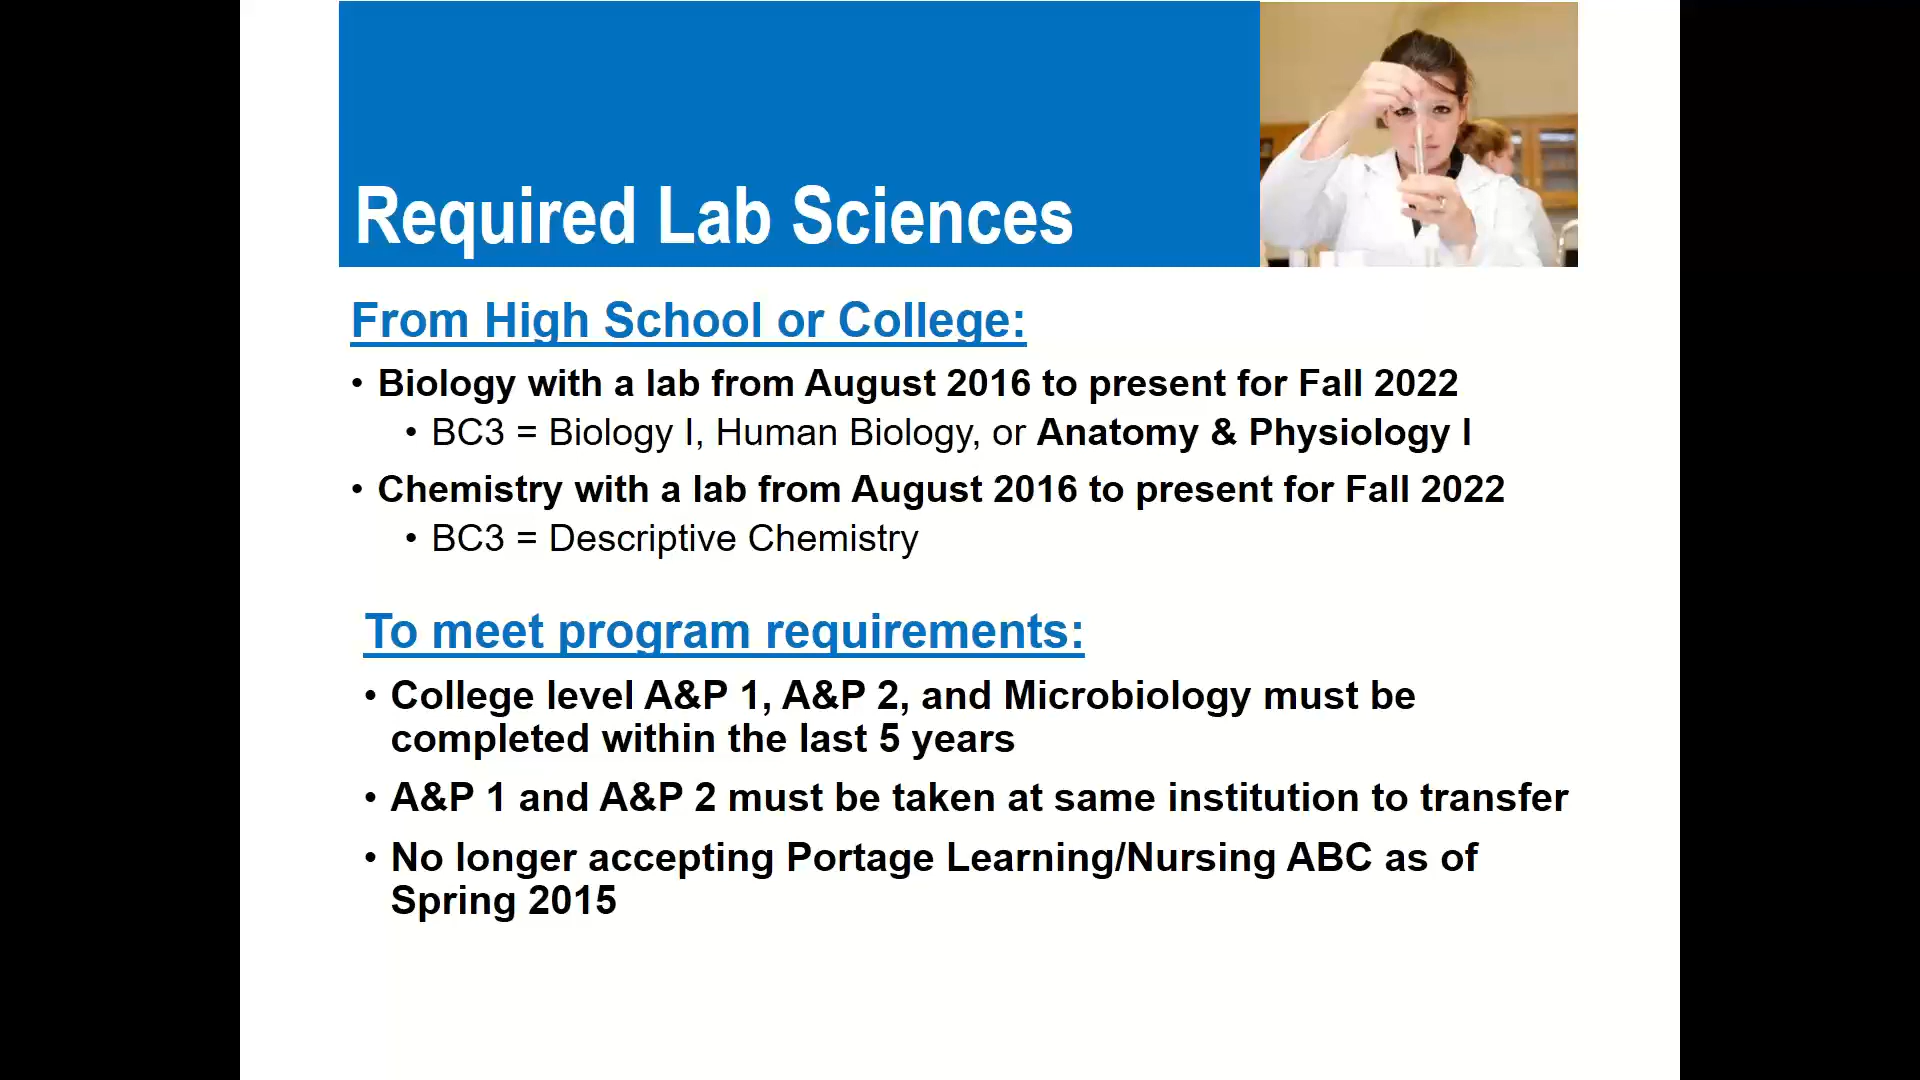 Required Lab Sciences
From High School or College:
• Biology with a lab from August 2016 to present for Fall 2022
• BC3 = Biology I, Human Biology, or Anatomy & Physiology I
• Chemistry with a lab from August 2016 to present for Fall 2022
• BC3 = Descriptive Chemistry
To meet program requirements:
• College level A&P 1, A&P 2, and Microbiology must be
completed within the last 5 years
• A&P 1 and A&P 2 must be taken at same institution to transfer
• No longer accepting Portage Learning/Nursing ABC as of
Spring 2015